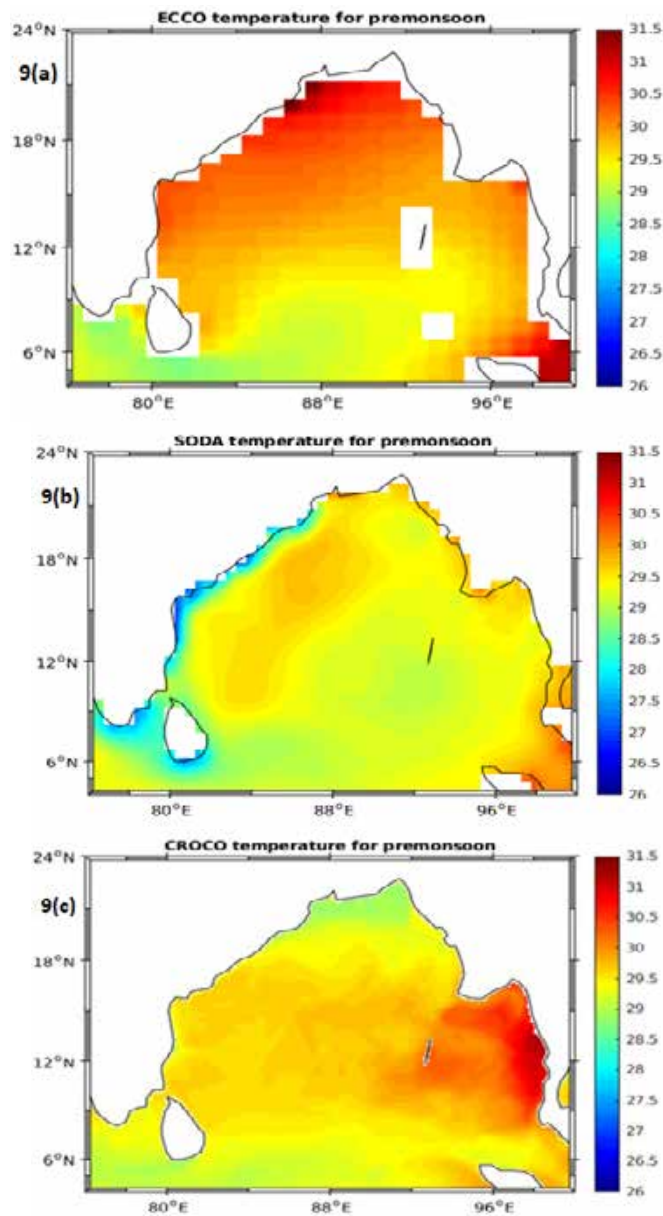 ECCO temperature for premonsoon
9(a)
24°N
18°N
12°N
6°N
80°E 88°E 96°E
31.5
31
30.5
30
29.5
29
28.5
28
27.5
27
26.5
26
SODA temperature for premonsoon
9(b)
24°N
18°N
12°N
6°N
80°E 88°E 96°E
31.5
31
30.5
30
29.5
29
28.5
28
27.5
27
26.5
26
CROCO temperature for premonsoon
9(c)
24°N
18°N
12°N
6°N
80°E 88°E 96°E
31.5
31
30.5
30
29.5
29
28.5
28
27.5
27
26.5
26